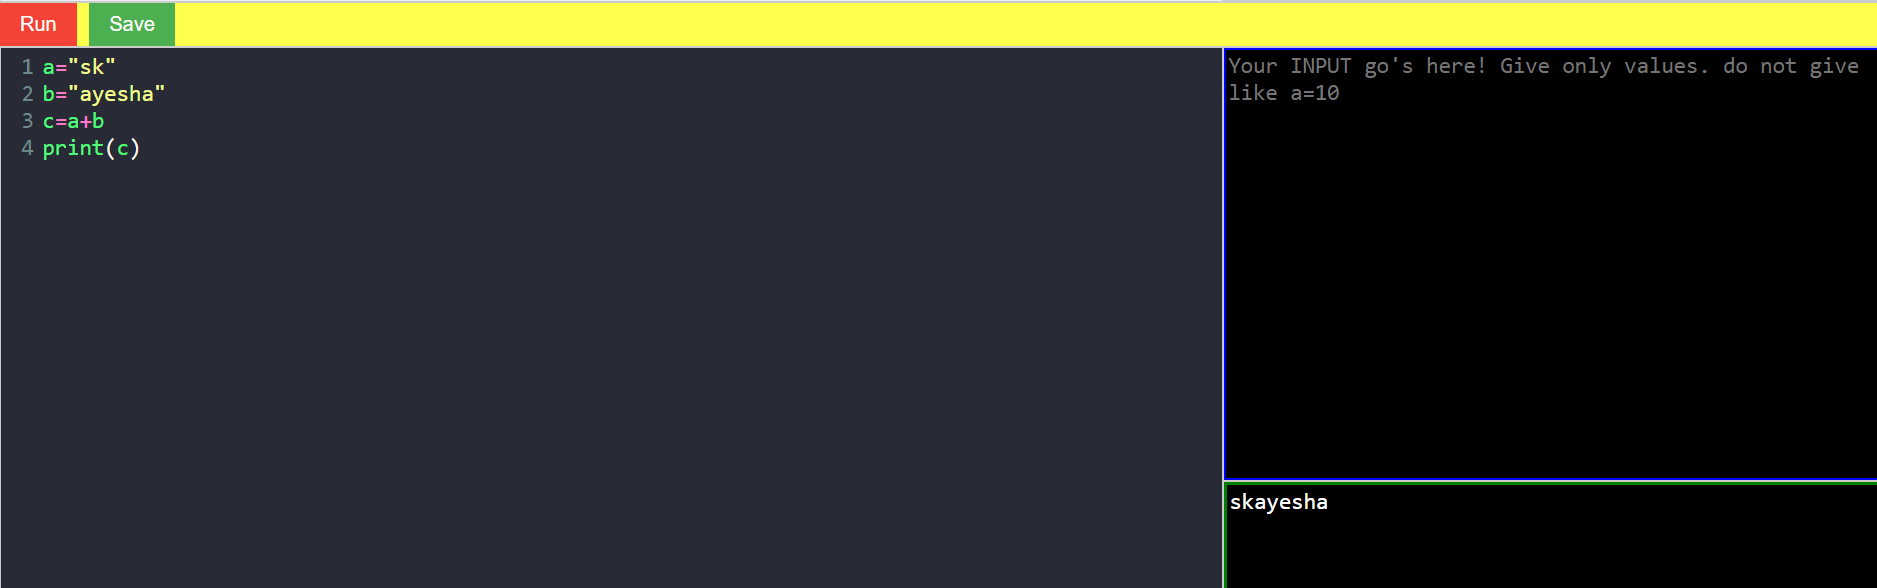 Run Save
1 a="sk"
2 b="ayesha"
3 c=a+b
4 print(c)
Your INPUT go's here! Give only values. do not give
like a=10
skayesha